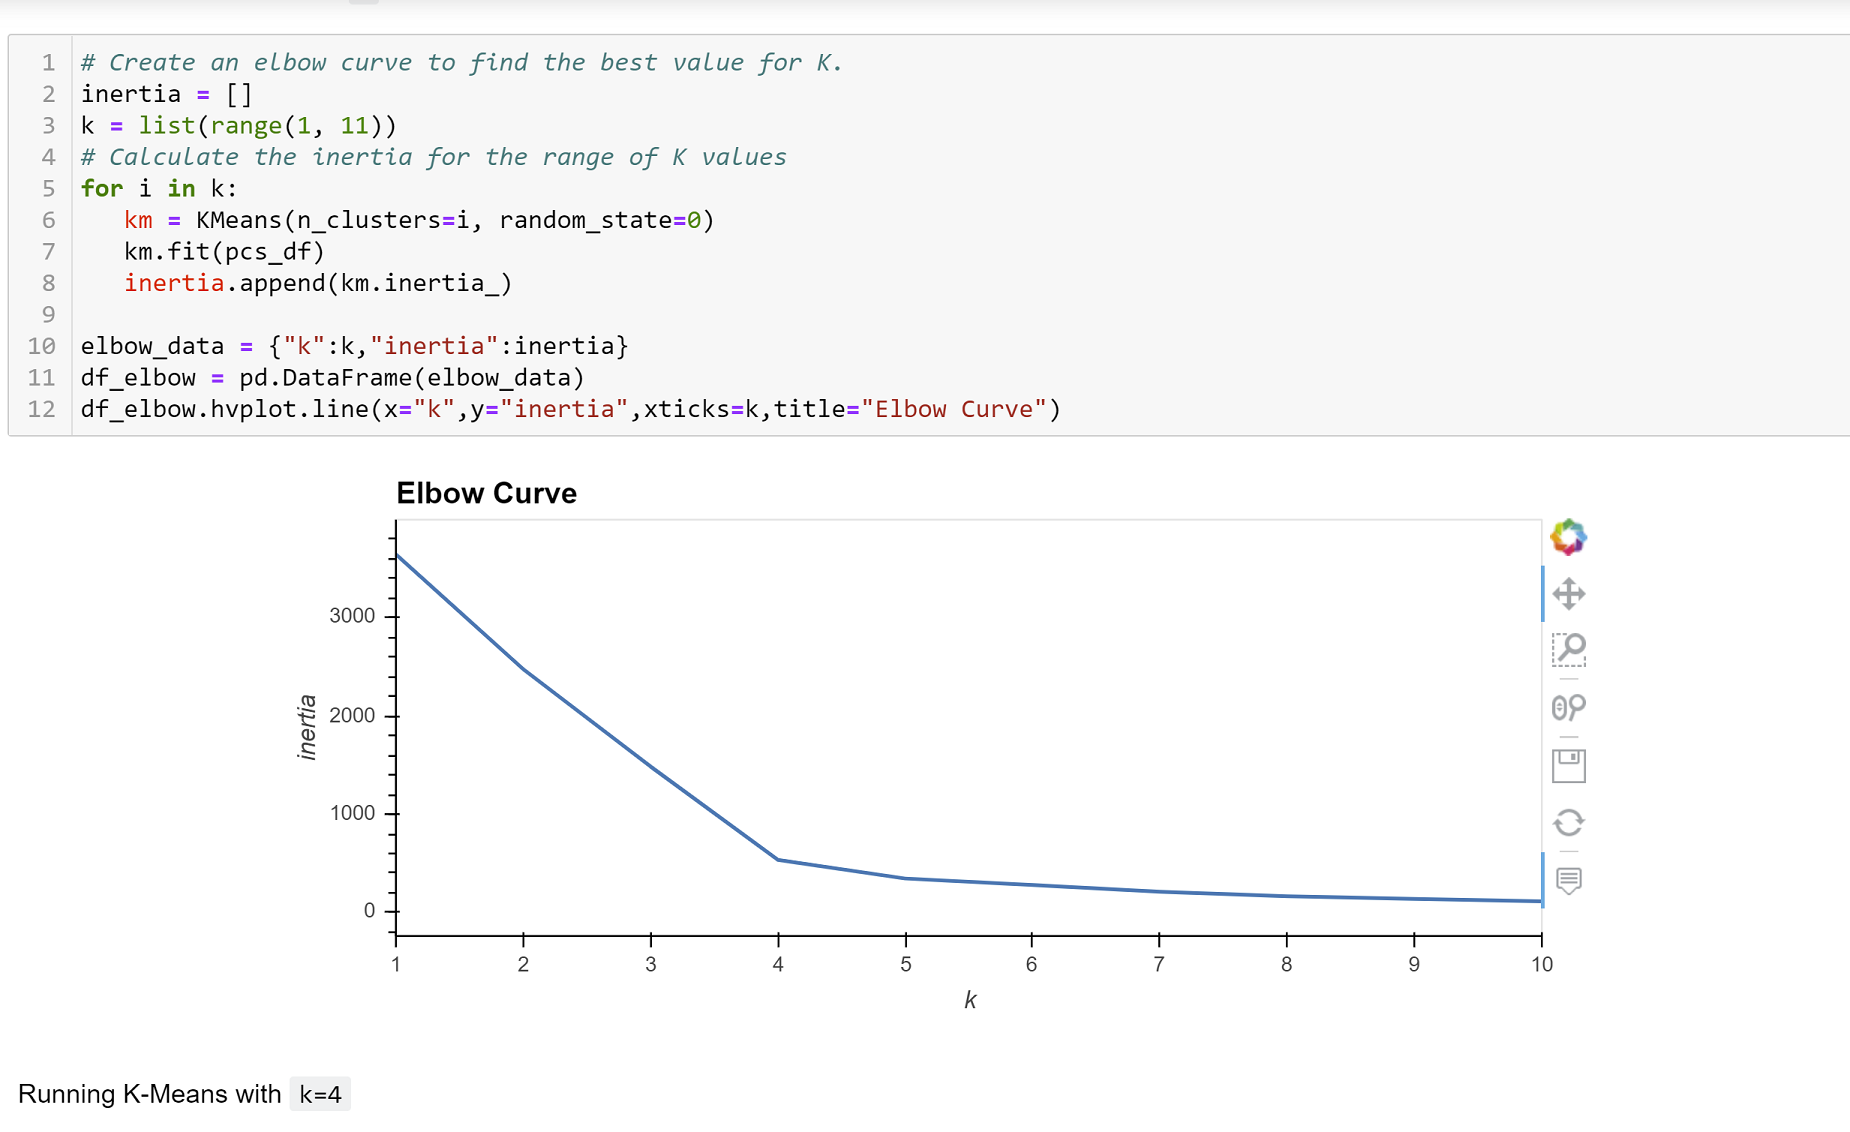 1 # Create an elbow curve to find the best value for K.
2 inertia = []
3 k = list(range(1, 11))
4 # Calculate the inertia for the range of K values
5 for i in k:
6    km = KMeans(n_clusters=i, random_state=0)
7    km.fit(pcs_df)
8    inertia.append(km.inertia_)
9
10 elbow_data = {"k":k,"inertia":inertia}
11 df_elbow = pd.DataFrame(elbow_data)
12 df_elbow.hvplot.line(x="k",y="inertia",xticks=k,title="Elbow Curve")
Elbow Curve
3000
2000
1000
0
inertia
1 2 3 4 5 6 7 8 9 10
k
Running K-Means with k=4